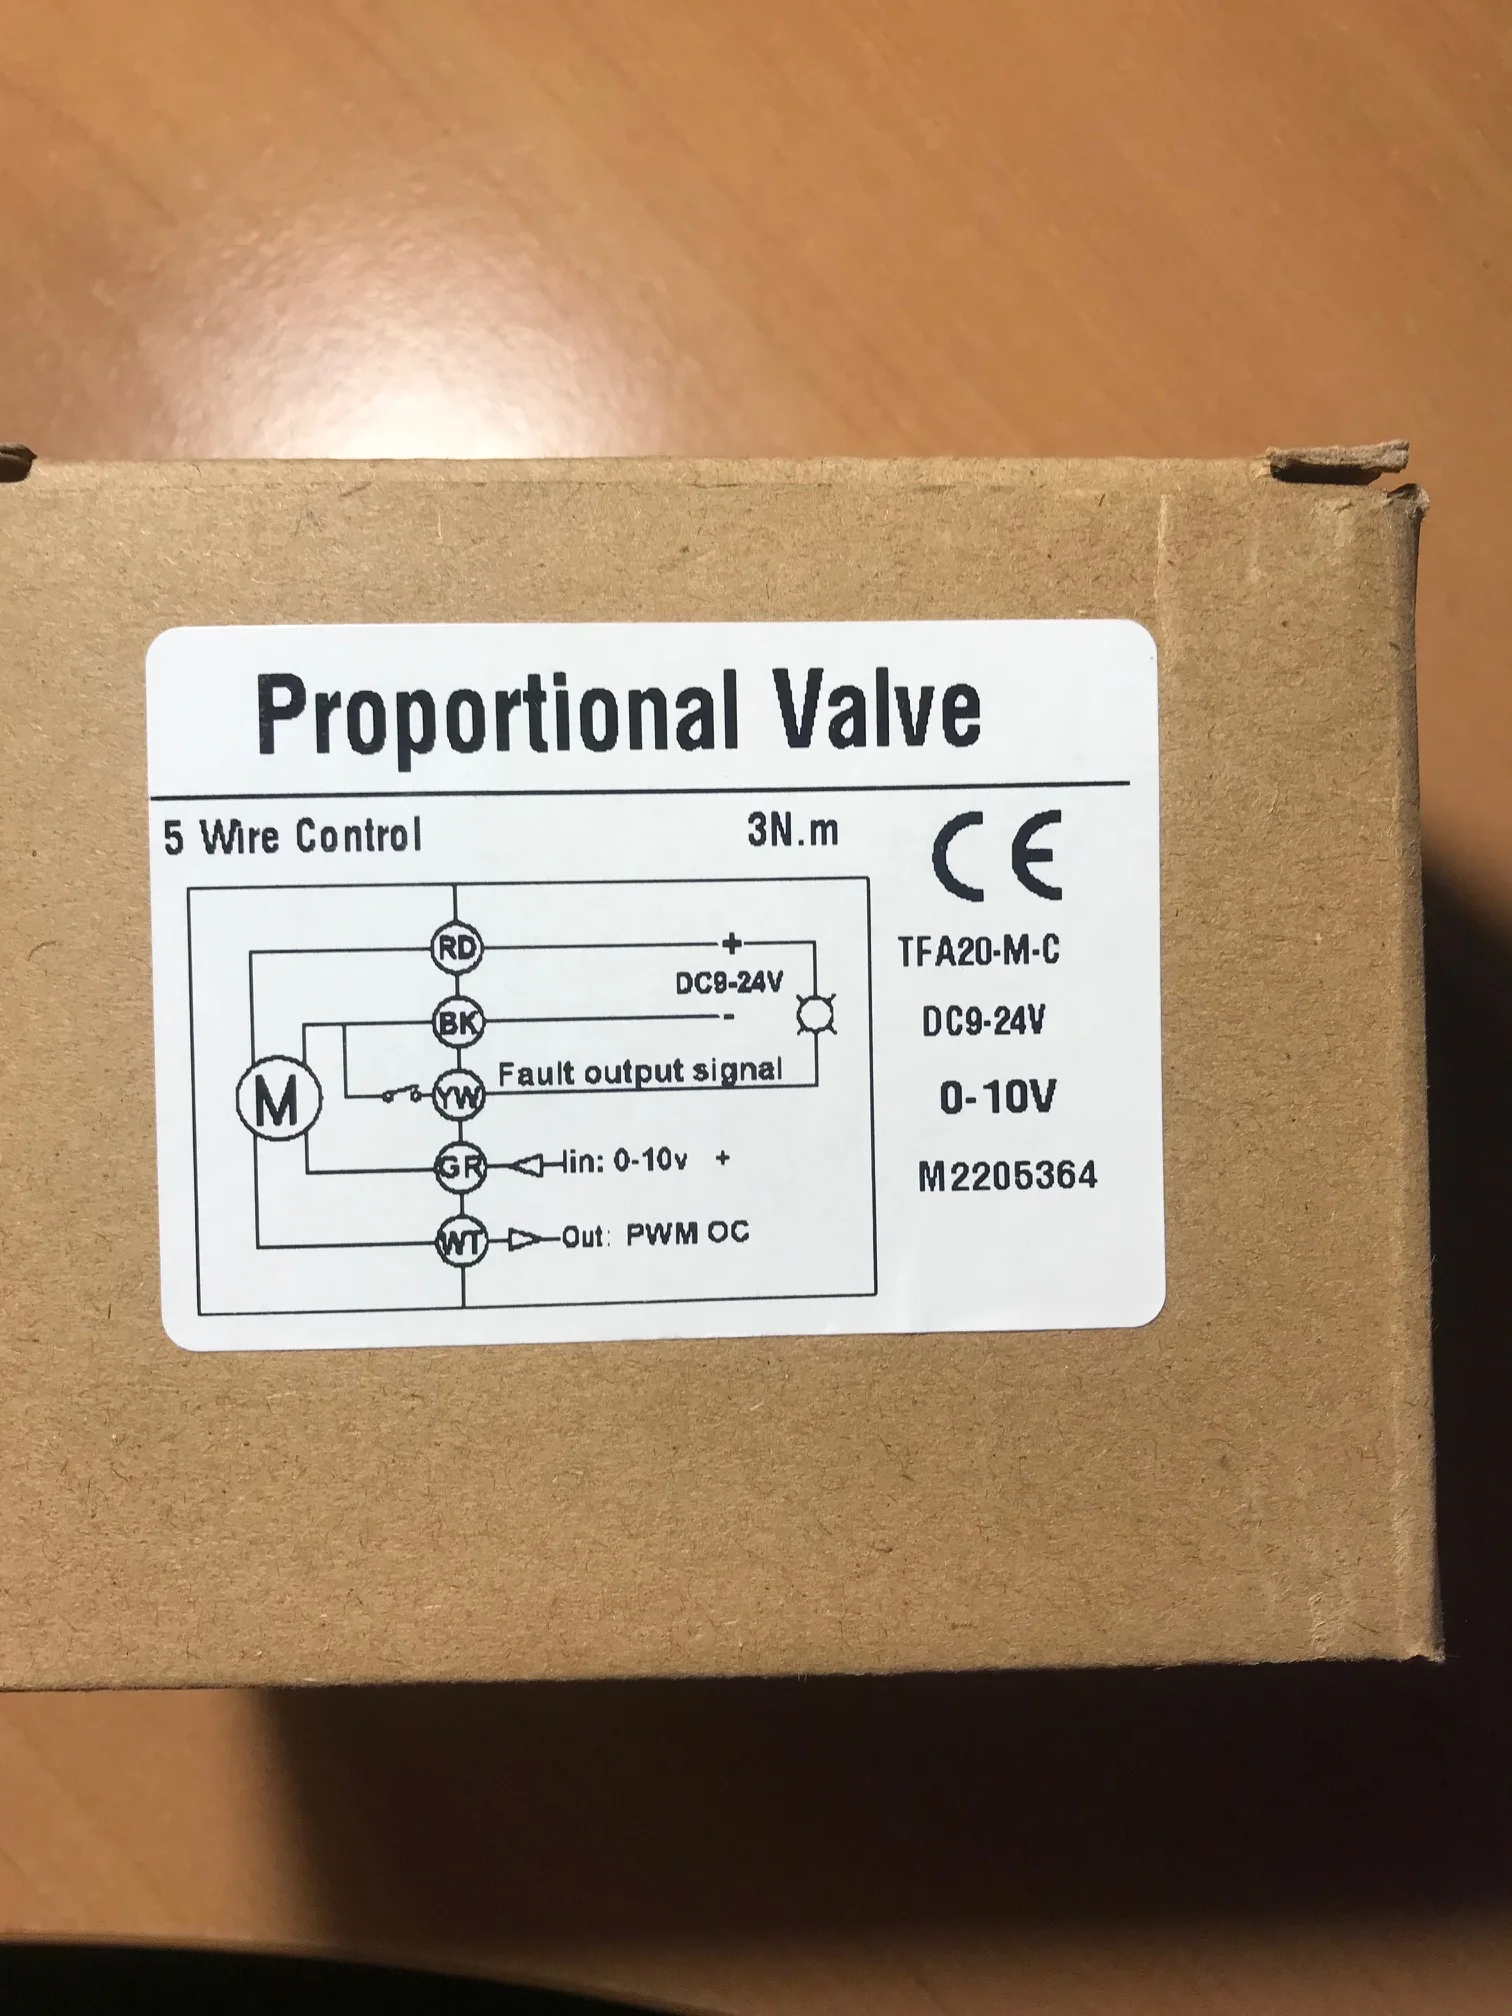 Proportional Valve
5 Wire Control
3N.m
CE
RD
+
DC9-24V
BK
-
Fault output signal
YW
M
GR
Iin: 0-10v +
WT
Out: PWM OC
TFA20-M-C
DC9-24V
0-10V
M2205364